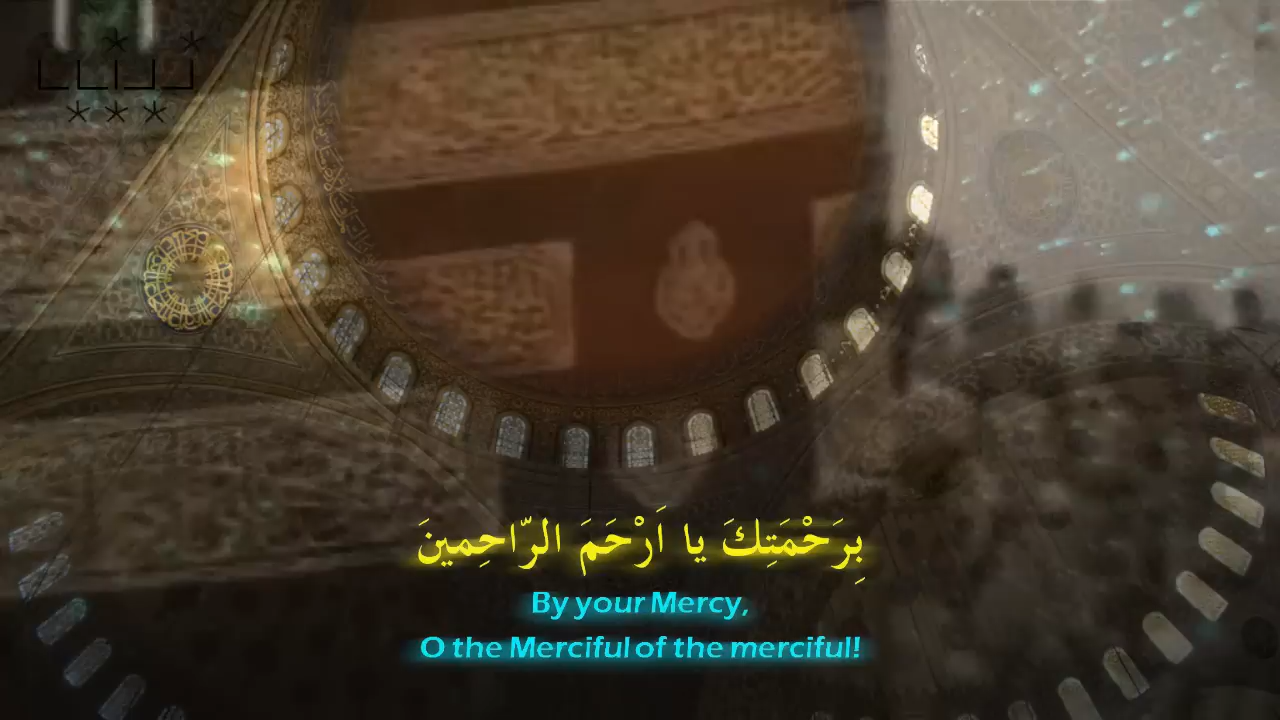 بِرَحْمَتِكَ يا اَرْحَمَ الرّاحِمينَ
By your Mercy,
O the Merciful of the merciful!